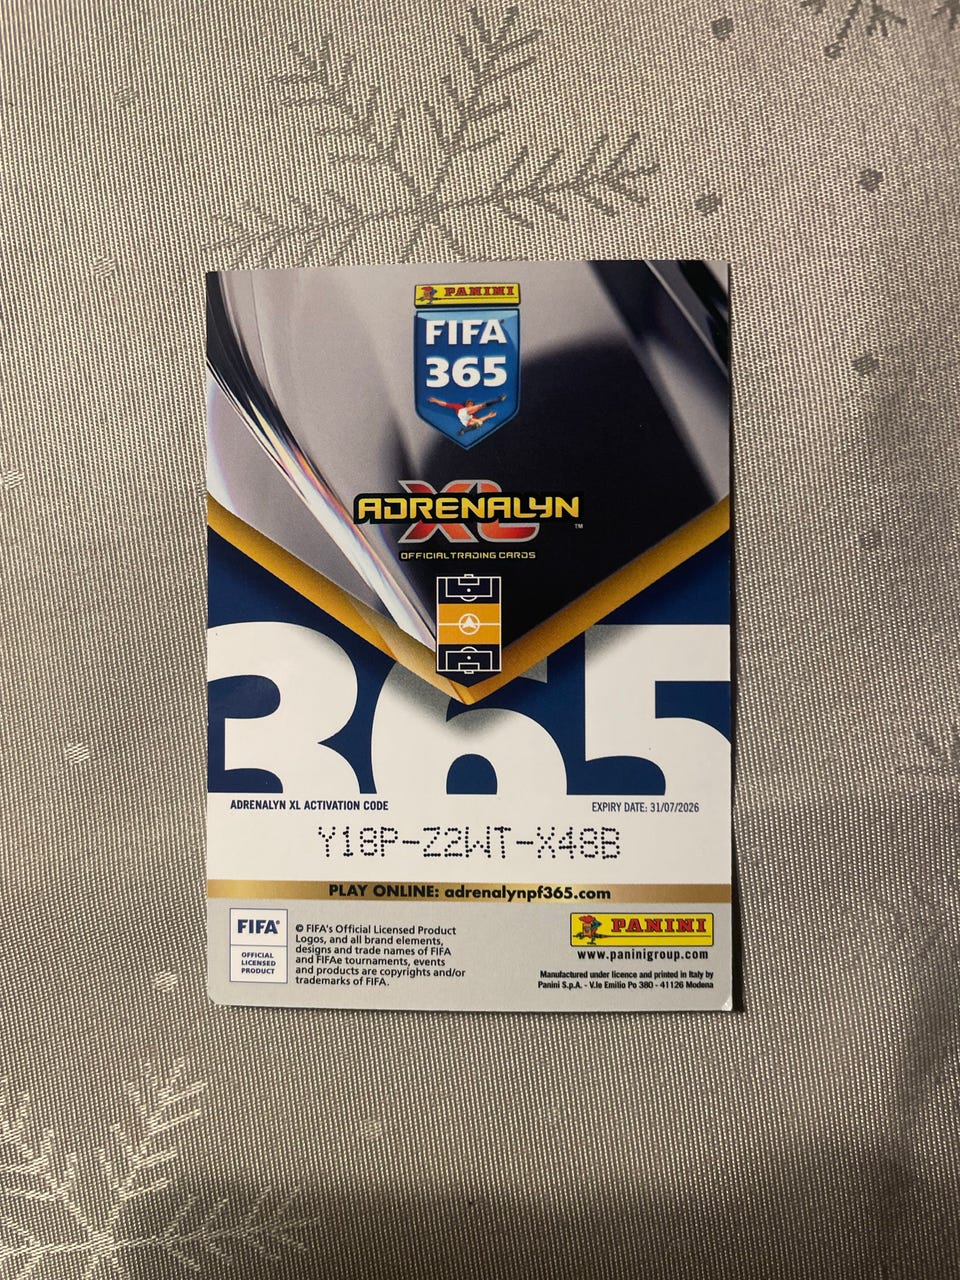 PANINI
FIFA
365
ADRENALYN
XL™
OFFICIAL TRADING CARDS
365
ADRENALYN XL ACTIVATION CODE
EXPIRY DATE: 31/07/2026
Y18P-Z2WT-X48B
PLAY ONLINE: adrenalynpf365.com
FIFA®
OFFICIAL
LICENSED
PRODUCT
© FIFA's Official Licensed Product
Logos, and all brand elements,
designs and trade names of FIFA
and FIFAe tournaments, events
and products are copyrights and/or
trademarks of FIFA.
PANINI
www.paninigroup.com
Manufactured under licence and printed in Italy by
Panini S.p.A. - V.le Emilio Po 380 - 41126 Modena